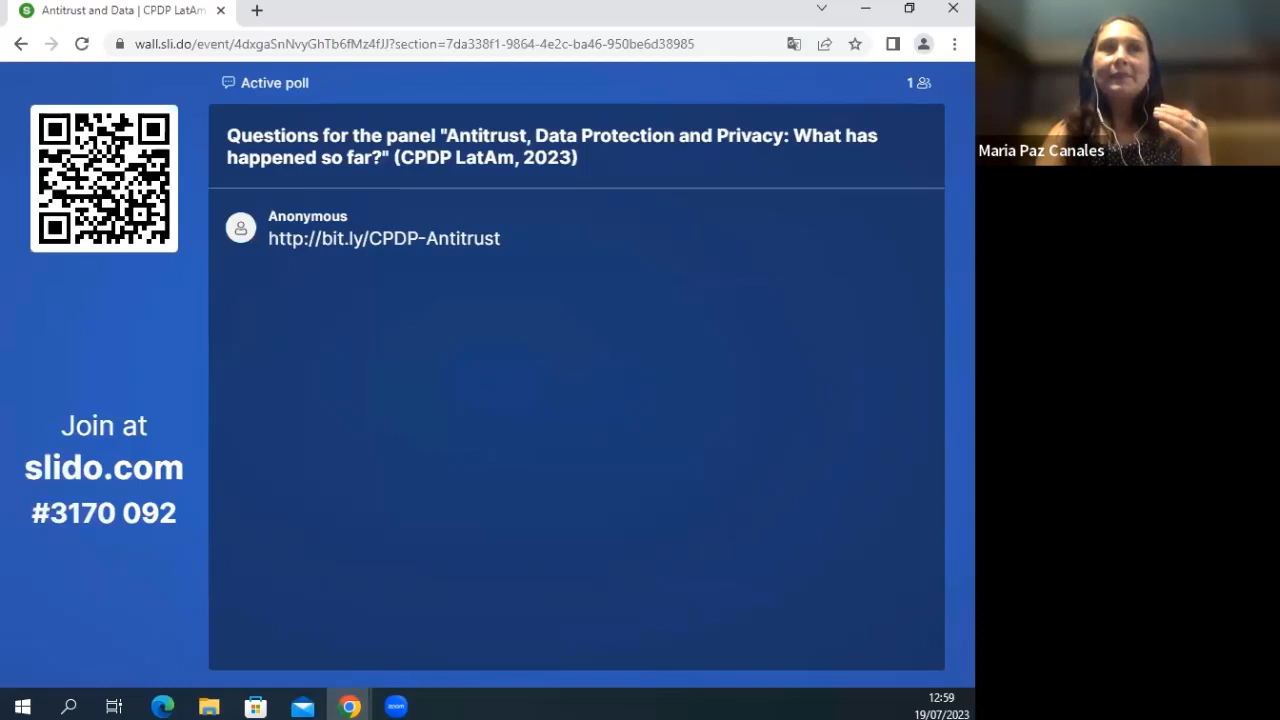 Antitrust and Data | CPDP LatAm
wall.sli.do/event/4dxgaSnNvyGhTb6fMz4fJJ?section=7da338f1-9864-4e2c-ba46-950be6d38985
Active poll
1
Questions for the panel "Antitrust, Data Protection and Privacy: What has
happened so far?" (CPDP LatAm, 2023)
Anonymous
http://bit.ly/CPDP-Antitrust
Join at
slido.com
#3170 092
Maria Paz Canales
zoom
12:59
19/07/2023